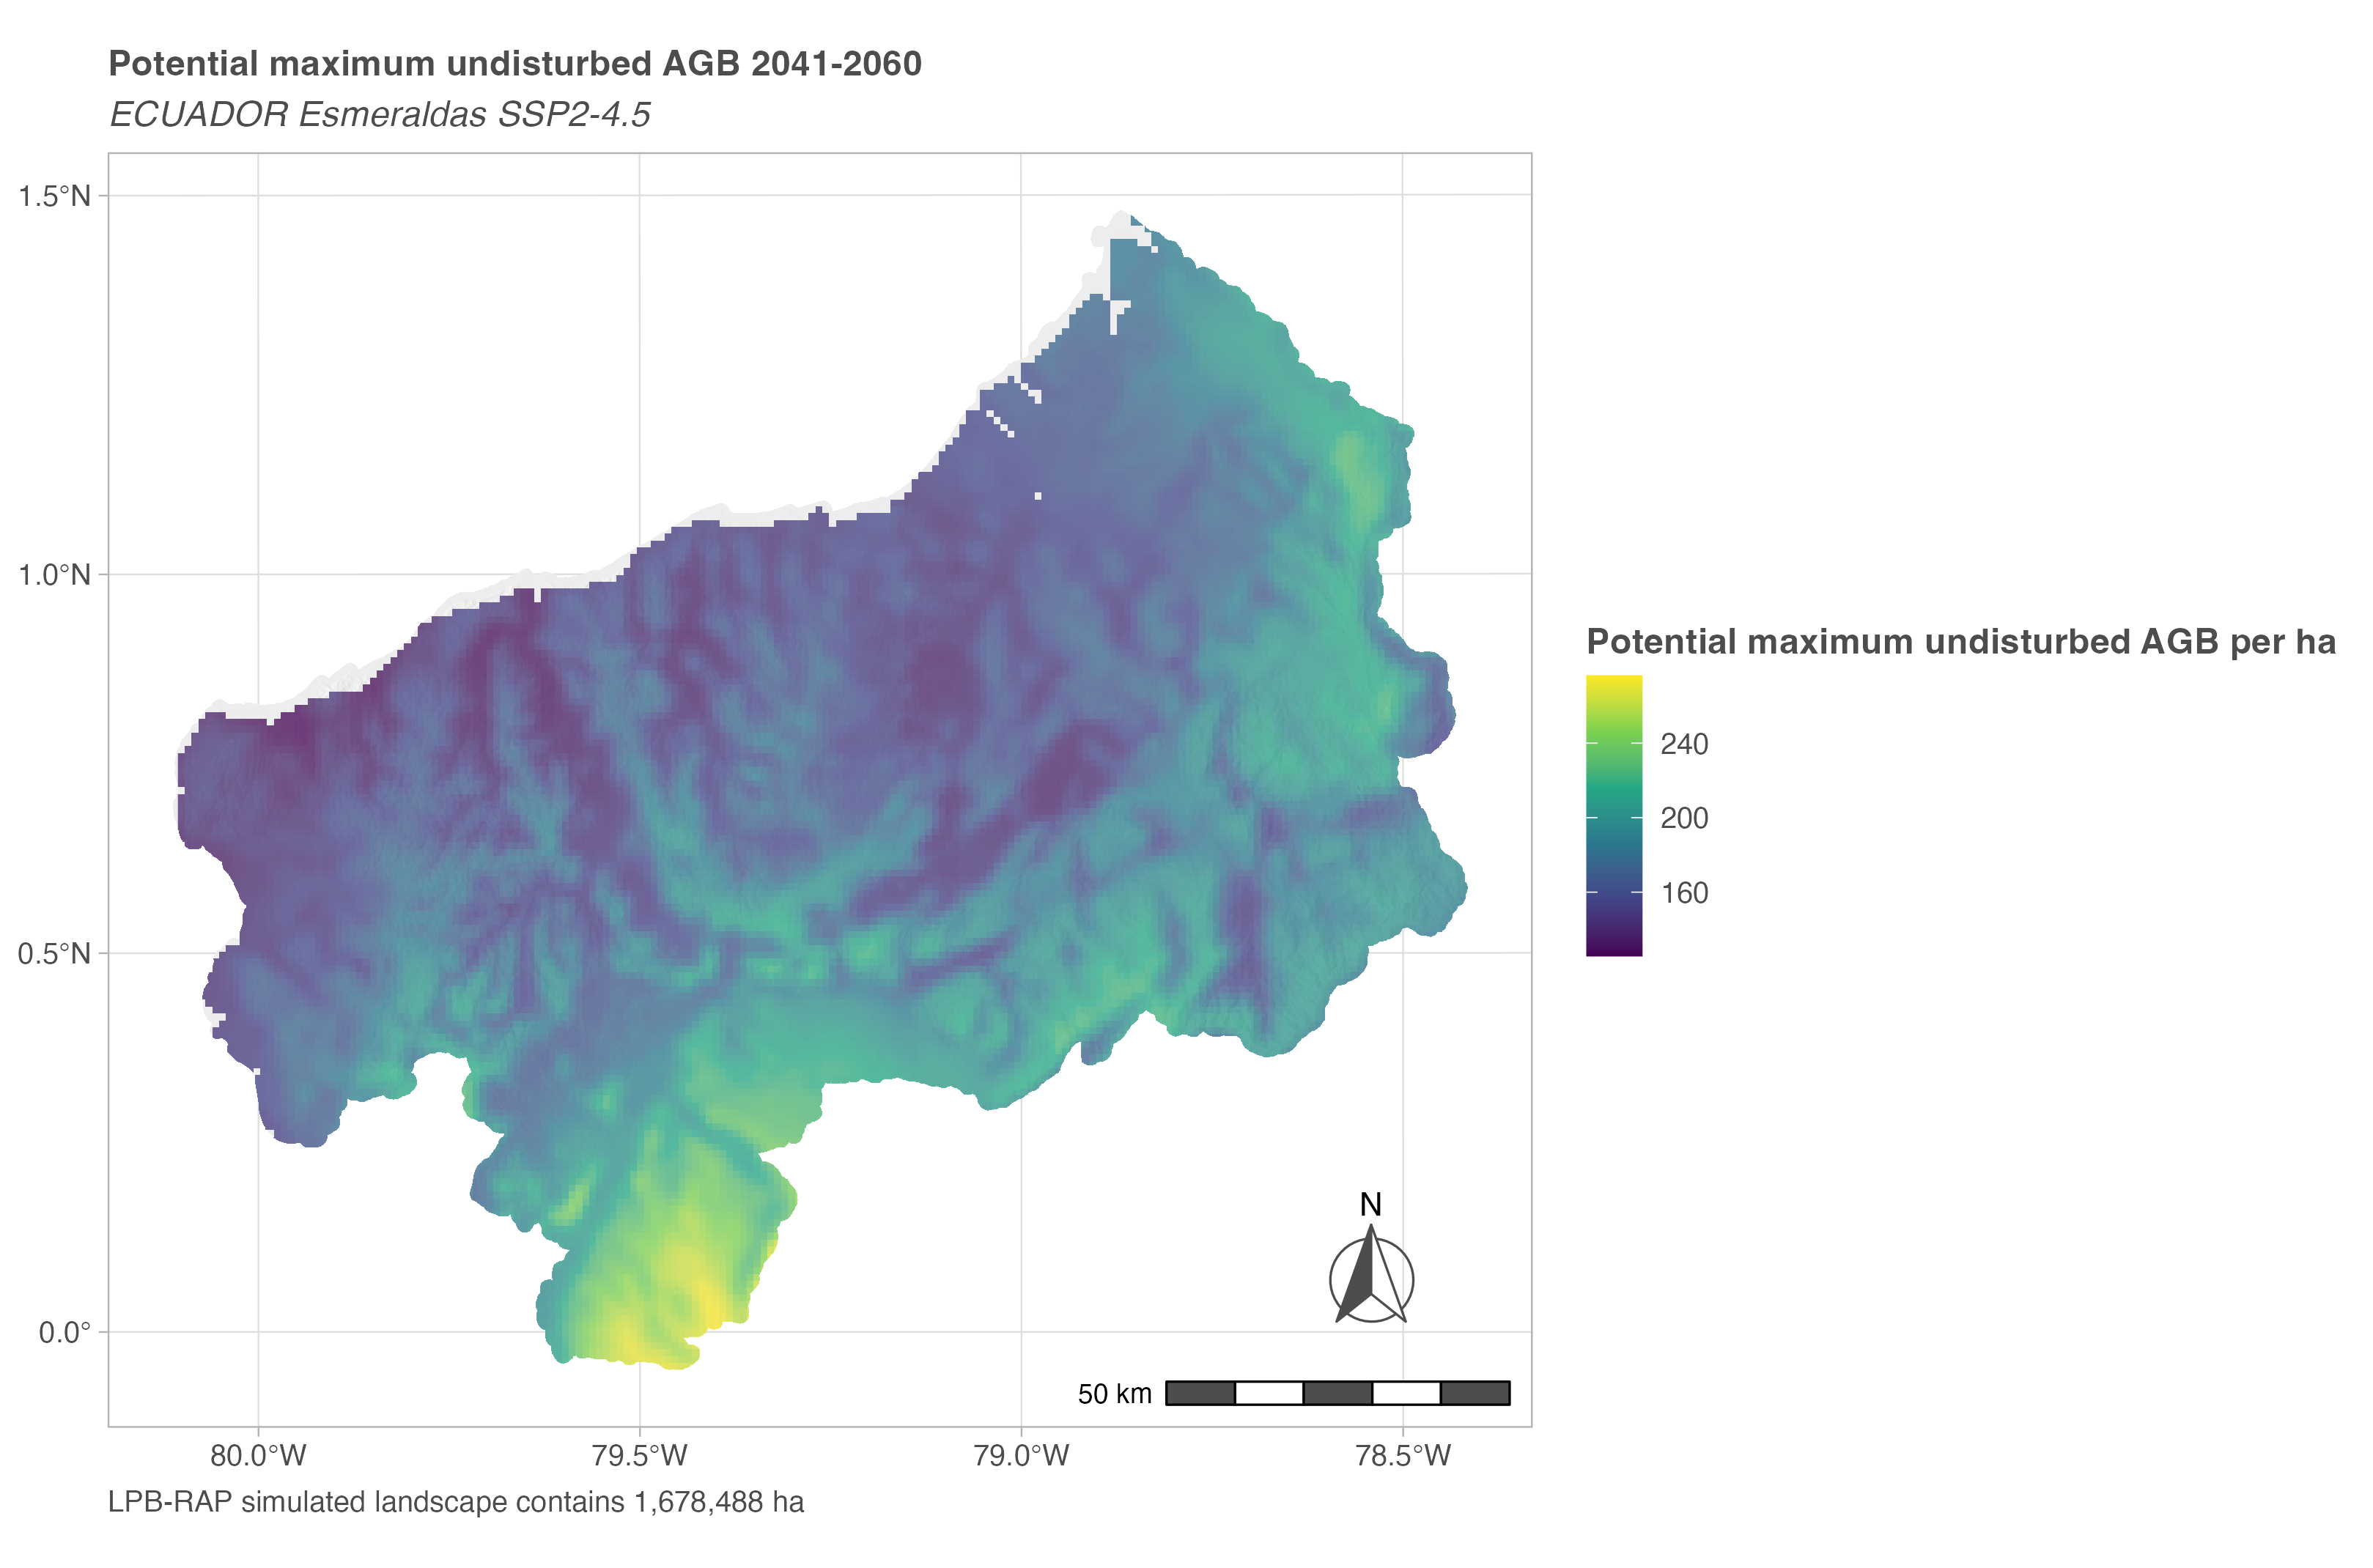 Potential maximum undisturbed AGB 2041-2060
ECUADOR Esmeraldas SSP2-4.5
1.5°N
1.0°N
0.5°N
0.0°
80.0°W
79.5°W
79.0°W
78.5°W
N
50 km
Potential maximum undisturbed AGB per ha
240
200
160
LPB-RAP simulated landscape contains 1,678,488 ha